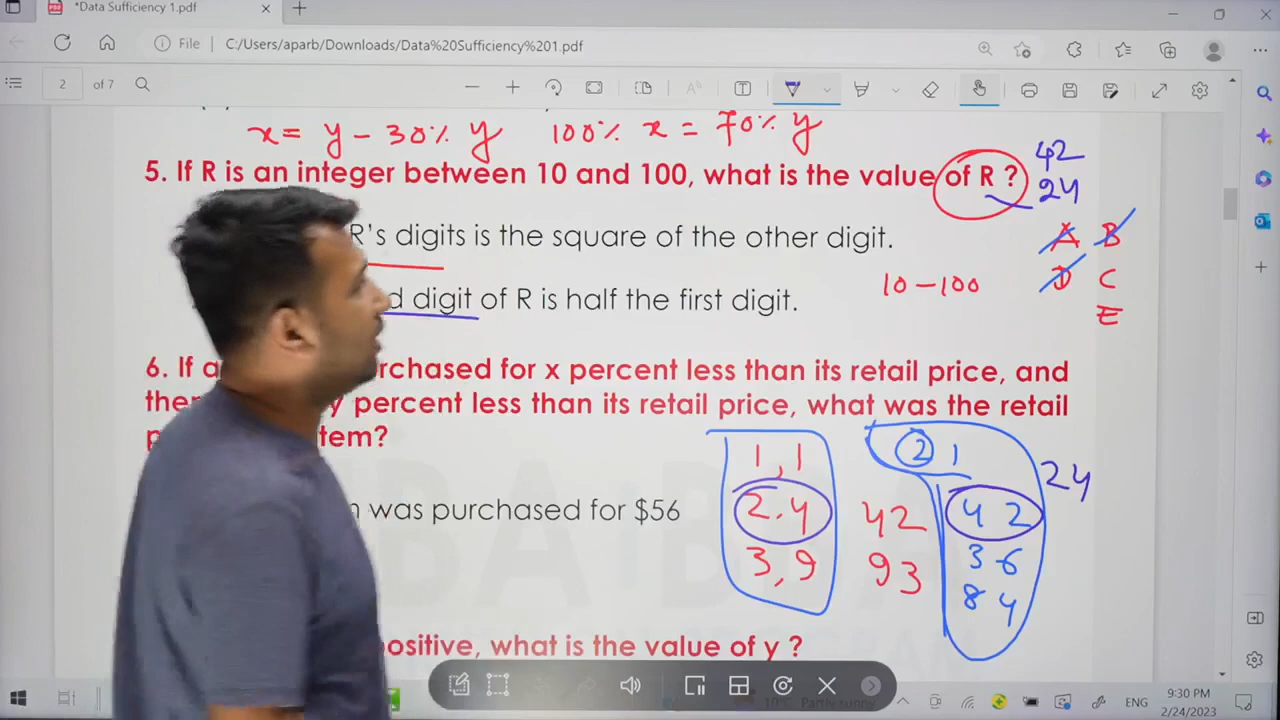 *Data Sufficiency 1.pdf
File C:/Users/aparb/Downloads/Data%20Sufficiency%201.pdf
2 of 7
x = y - 30% y 100% x = 70% y
5. If R is an integer between 10 and 100, what is the value of R ?
42
24
R's digits is the square of the other digit.
A B
10-100
D C
d digit of R is half the first digit.
E
6. If a rchased for x percent less than its retail price, and
the y percent less than its retail price, what was the retail
p tem?
1,1
2 1
24
was purchased for $56
2.4
42
4 2
3,9
93
3 6
8 4
positive, what is the value of y ?
ENG
9:30 PM
2/24/2023